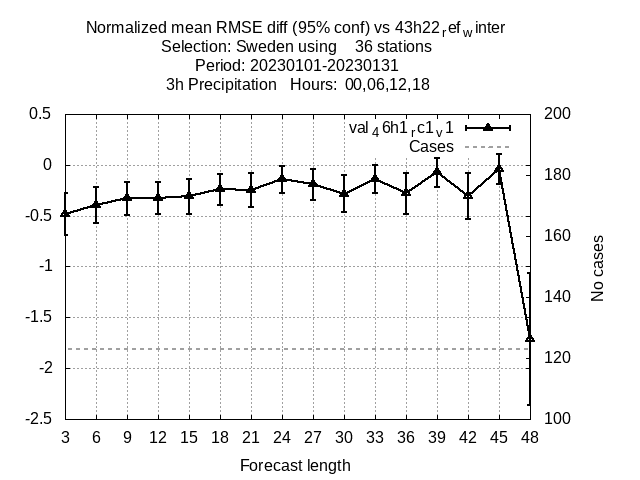 Normalized mean RMSE diff (95% conf) vs 43h22refwinter
Selection: Sweden using 36 stations
Period: 20230101-20230131
3h Precipitation Hours: 00,06,12,18
val46h1rc1v1
Cases
0.5
0
-0.5
-1
-1.5
-2
-2.5
200
180
160
140
120
100
No cases
3 6 9 12 15 18 21 24 27 30 33 36 39 42 45 48
Forecast length